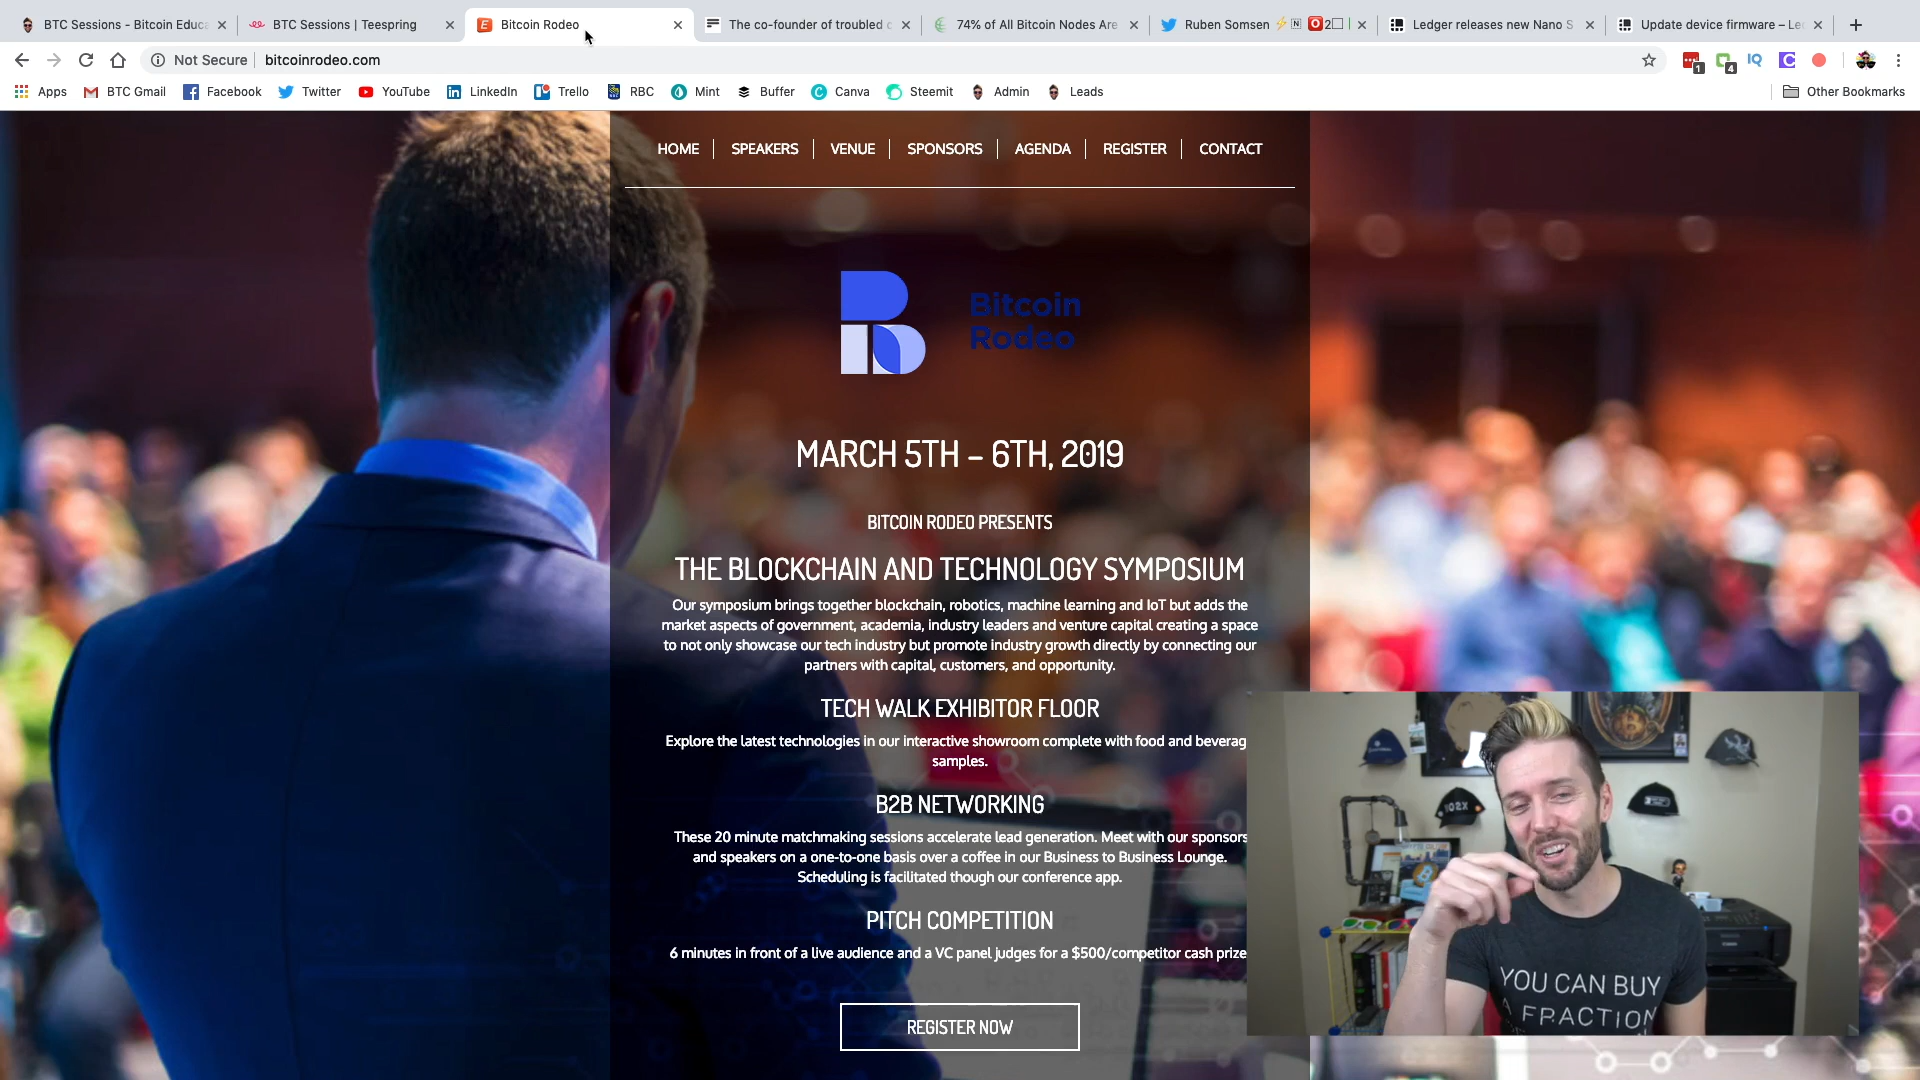 BTC Sessions - Bitcoin Educa
BTC Sessions | Teespring
Bitcoin Rodeo
The co-founder of troubled c
74% of All Bitcoin Nodes Are
Ruben Somsen
Ledger releases new Nano S
Update device firmware – Le
Not Secure
bitcoinrodeo.com
Apps
BTC Gmail
Facebook
Twitter
YouTube
LinkedIn
Trello
RBC
Mint
Buffer
Canva
Steemit
Admin
Leads
Other Bookmarks
HOME
SPEAKERS
VENUE
SPONSORS
AGENDA
REGISTER
CONTACT
Bitcoin
Rodeo
MARCH 5TH – 6TH, 2019
BITCOIN RODEO PRESENTS
THE BLOCKCHAIN AND TECHNOLOGY SYMPOSIUM
Our symposium brings together blockchain, robotics, machine learning and IoT but adds the
market aspects of government, academia, industry leaders and venture capital creating a space
to not only showcase our tech industry but promote industry growth directly by connecting our
partners with capital, customers, and opportunity.
TECH WALK EXHIBITOR FLOOR
Explore the latest technologies in our interactive showroom complete with food and beverag
samples.
B2B NETWORKING
These 20 minute matchmaking sessions accelerate lead generation. Meet with our sponsors
and speakers on a one-to-one basis over a coffee in our Business to Business Lounge.
Scheduling is facilitated though our conference app.
PITCH COMPETITION
6 minutes in front of a live audience and a VC panel judges for a $500/competitor cash prize
REGISTER NOW
YOU CAN BUY
A FRACTION